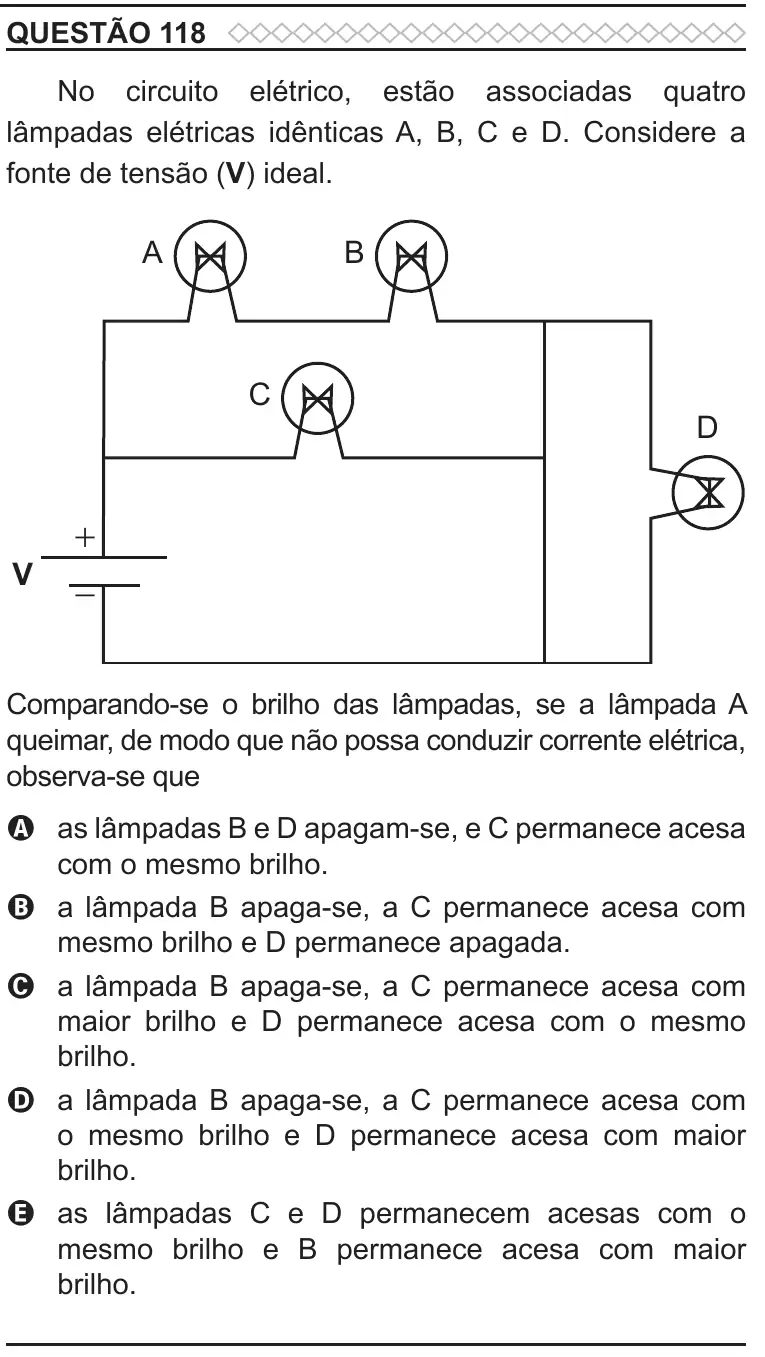 QUESTÃO 118
No circuito elétrico, estão associadas quatro
lâmpadas elétricas idênticas A, B, C e D. Considere a
fonte de tensão (V) ideal.
A
B
C
D
+
V
−
Comparando-se o brilho das lâmpadas, se a lâmpada A
queimar, de modo que não possa conduzir corrente elétrica,
observa-se que
A as lâmpadas B e D apagam-se, e C permanece acesa
com o mesmo brilho.
B a lâmpada B apaga-se, a C permanece acesa com
mesmo brilho e D permanece apagada.
C a lâmpada B apaga-se, a C permanece acesa com
maior brilho e D permanece acesa com o mesmo
brilho.
D a lâmpada B apaga-se, a C permanece acesa com
o mesmo brilho e D permanece acesa com maior
brilho.
E as lâmpadas C e D permanecem acesas com o
mesmo brilho e B permanece acesa com maior
brilho.